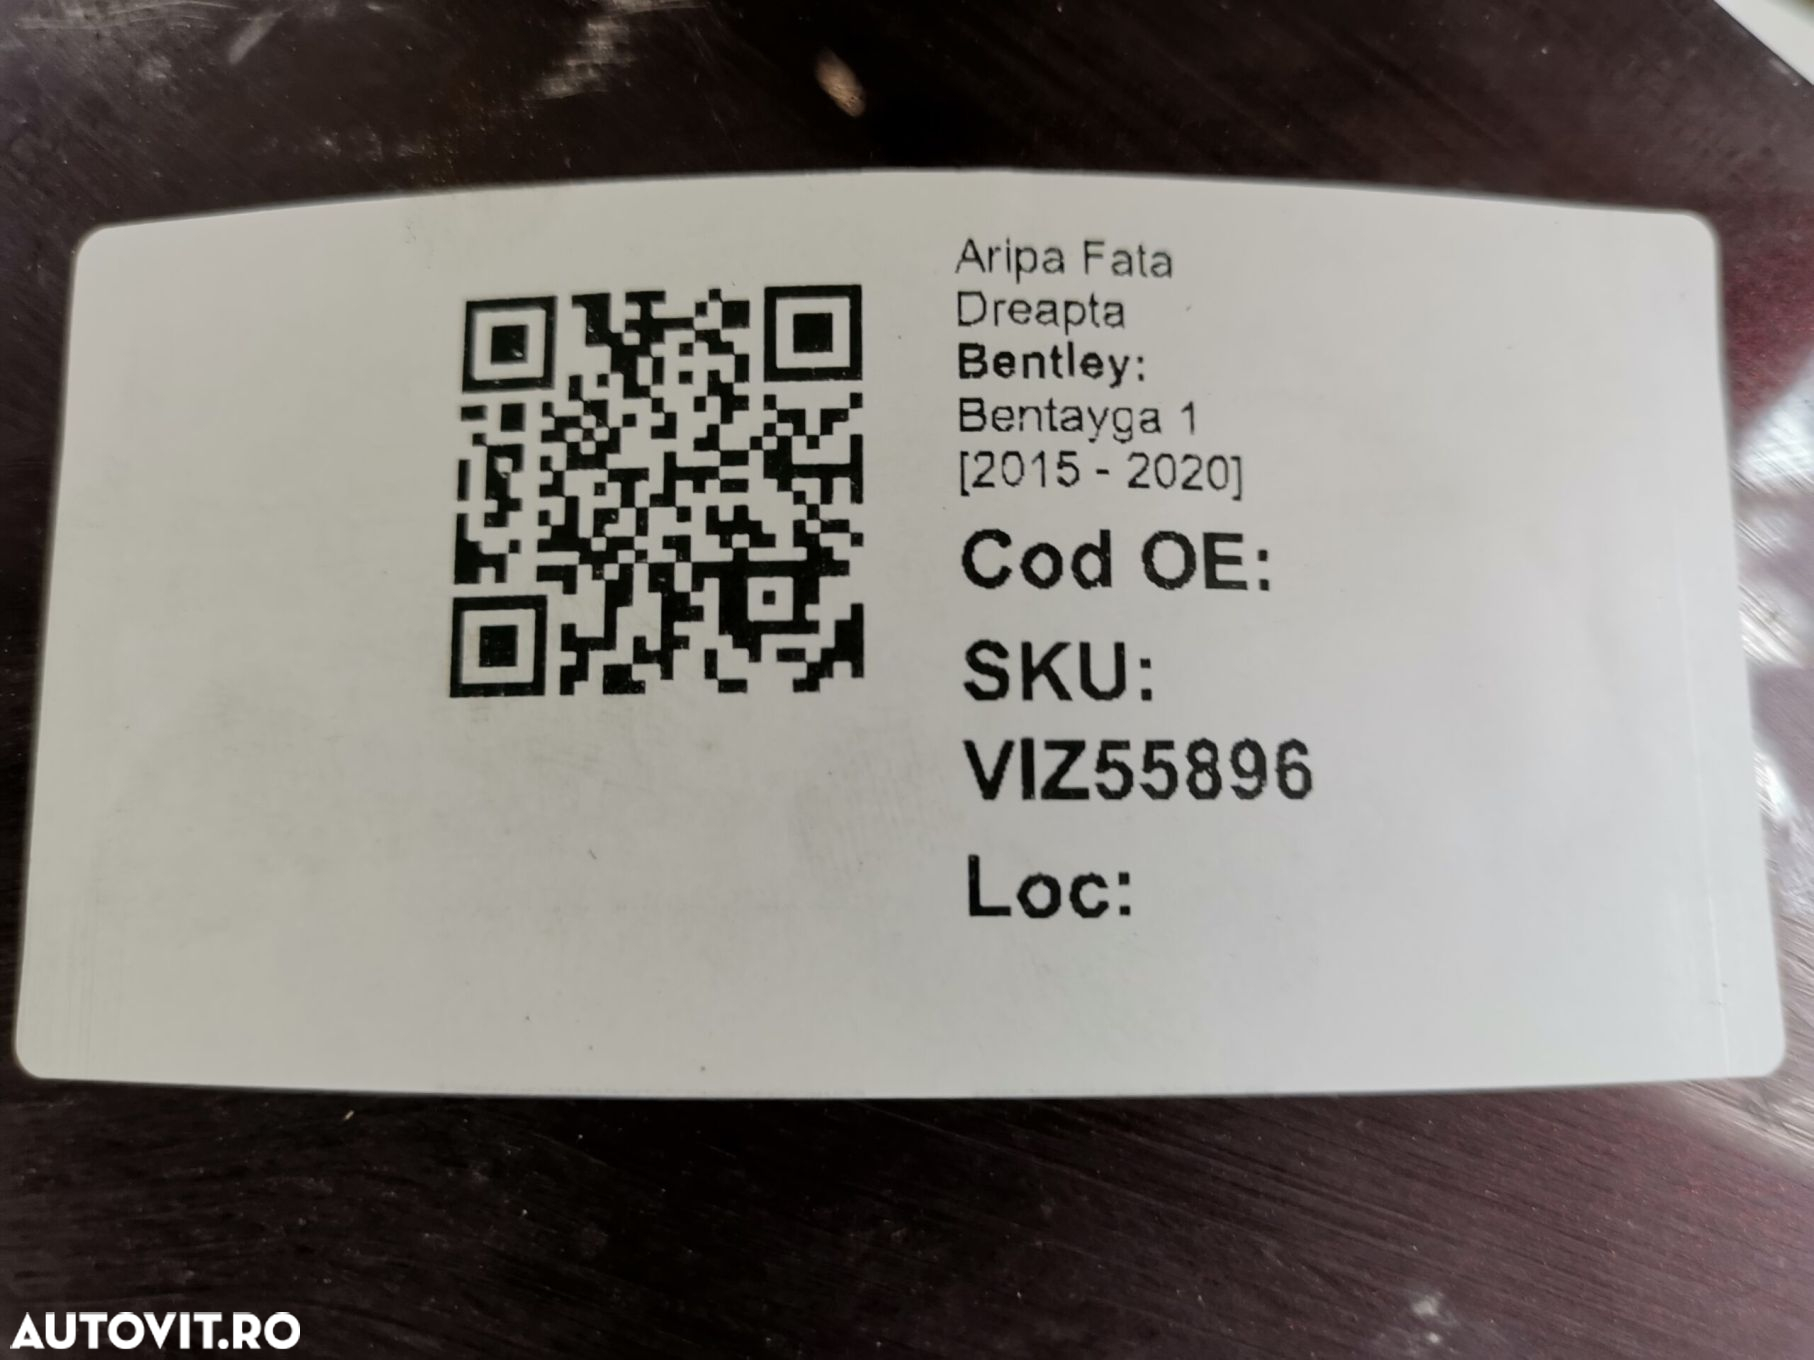 Aripa Fata
Dreapta
Bentley:
Bentayga 1
[2015 - 2020]
Cod OE:
SKU:
VIZ55896
Loc:
AUTOVIT.RO